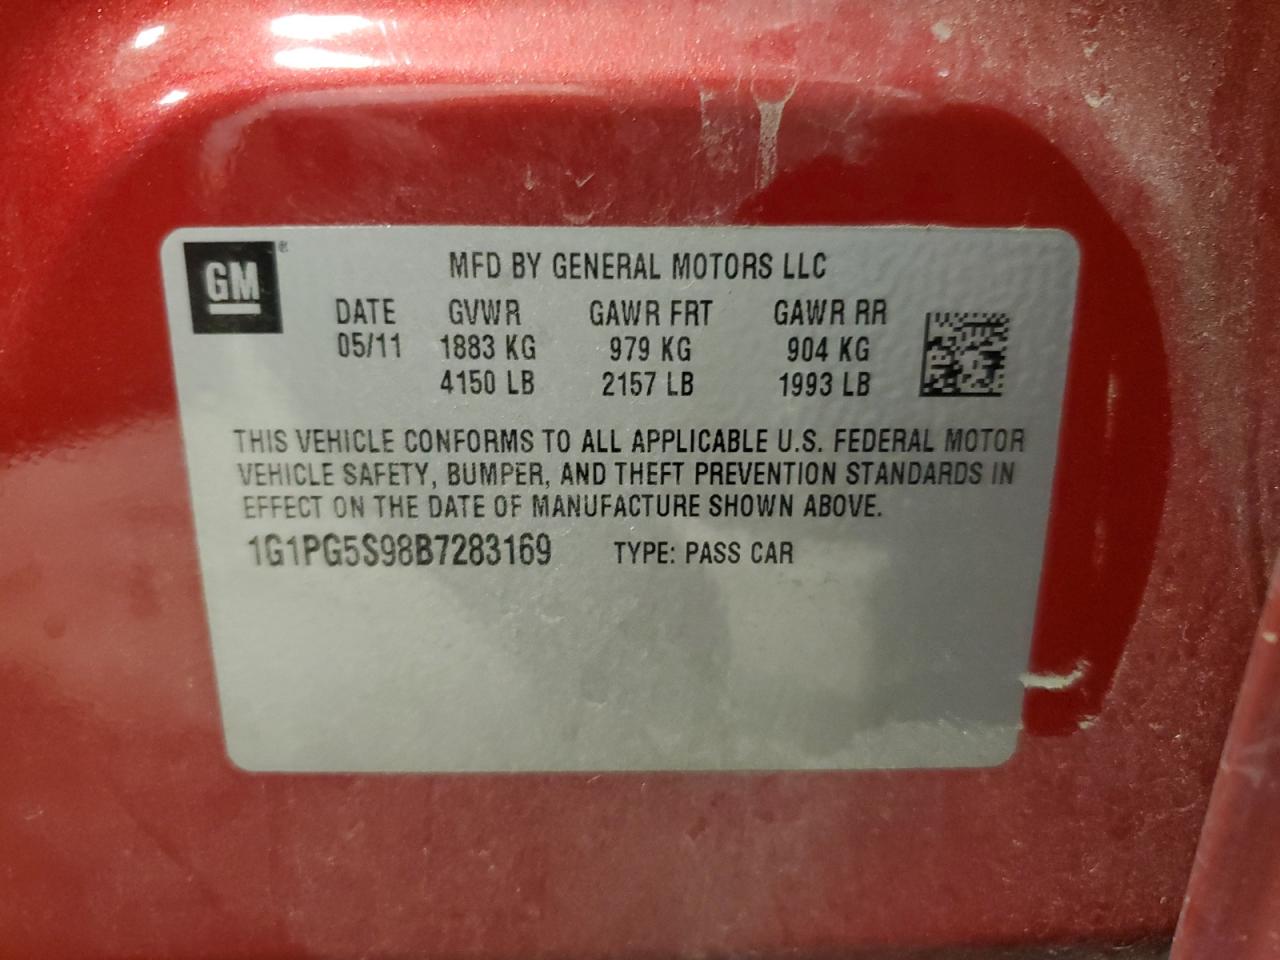 GM ®
MFD BY GENERAL MOTORS LLC
DATE GVWR GAWR FRT GAWR RR
05/11 1883 KG 979 KG 904 KG
4150 LB 2157 LB 1993 LB
THIS VEHICLE CONFORMS TO ALL APPLICABLE U.S. FEDERAL MOTOR
VEHICLE SAFETY, BUMPER, AND THEFT PREVENTION STANDARDS IN
EFFECT ON THE DATE OF MANUFACTURE SHOWN ABOVE.
1G1PG5S98B7283169 TYPE: PASS CAR